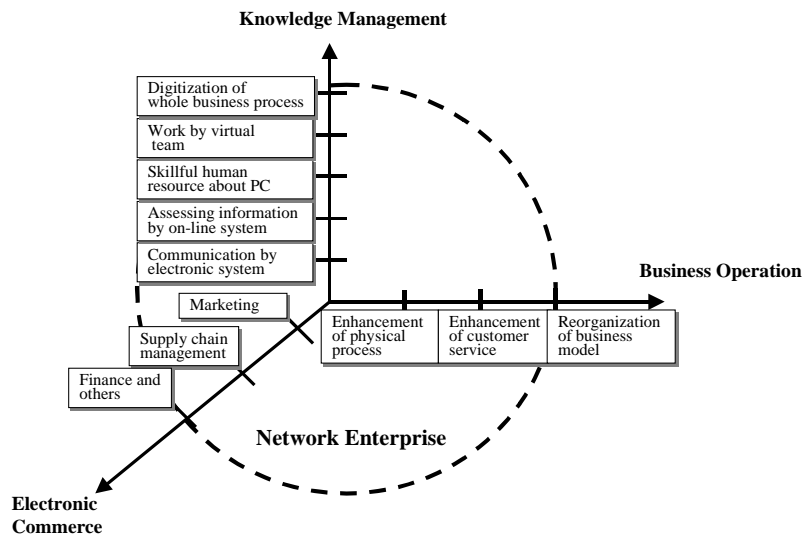 Knowledge Management
Digitization of
whole business process
Work by virtual
team
Skillful human
resource about PC
Assessing information
by on-line system
Communication by
electronic system
Business Operation
Marketing
Enhancement
of physical
process
Enhancement
of customer
service
Reorganization
of business
model
Supply chain
management
Finance and
others
Network Enterprise
Electronic
Commerce